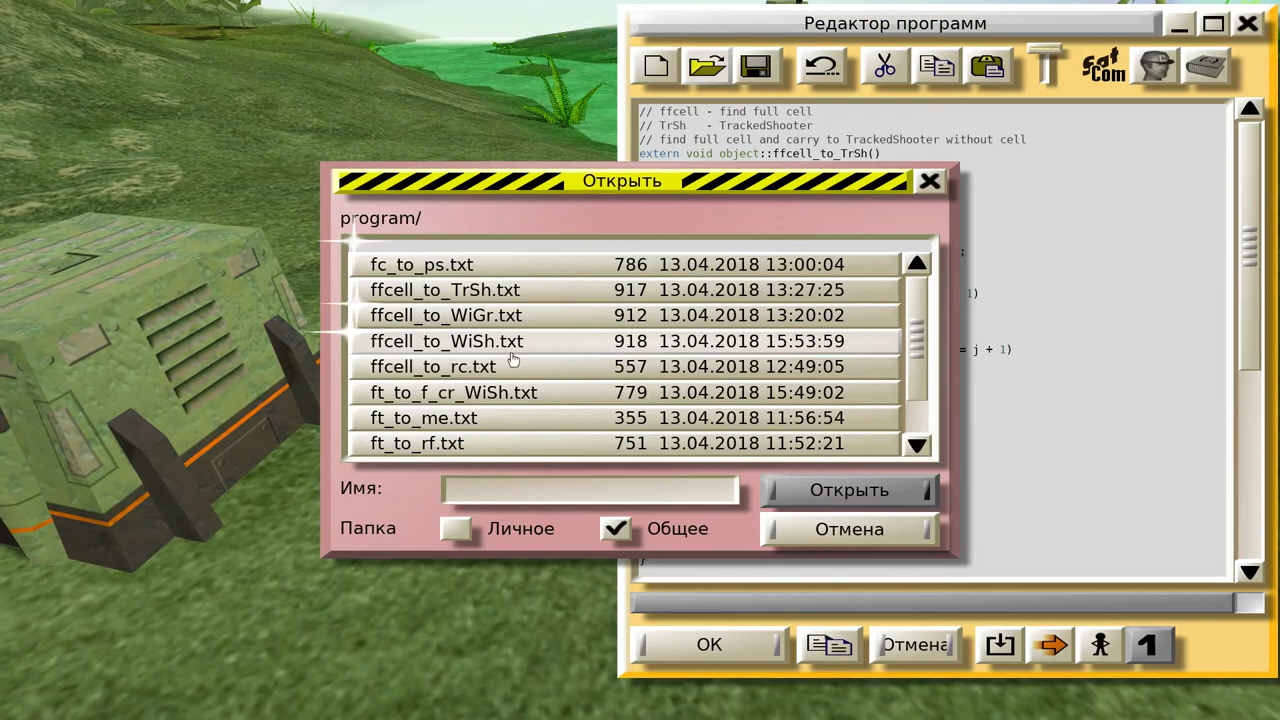 Редактор программ
Sat Com
// ffcell - find full cell
// TrSh   - TrackedShooter
// find full cell and carry to TrackedShooter without cell
extern void object::ffcell_to_TrSh()
;
1)
= j + 1)
}
Открыть
program/
fc_to_ps.txt 786 13.04.2018 13:00:04
ffcell_to_TrSh.txt 917 13.04.2018 13:27:25
ffcell_to_WiGr.txt 912 13.04.2018 13:20:02
ffcell_to_WiSh.txt 918 13.04.2018 15:53:59
ffcell_to_rc.txt 557 13.04.2018 12:49:05
ft_to_f_cr_WiSh.txt 779 13.04.2018 15:49:02
ft_to_me.txt 355 13.04.2018 11:56:54
ft_to_rf.txt 751 13.04.2018 11:52:21
Имя: Открыть
Папка Личное Общее Отмена
OK Отмена 1